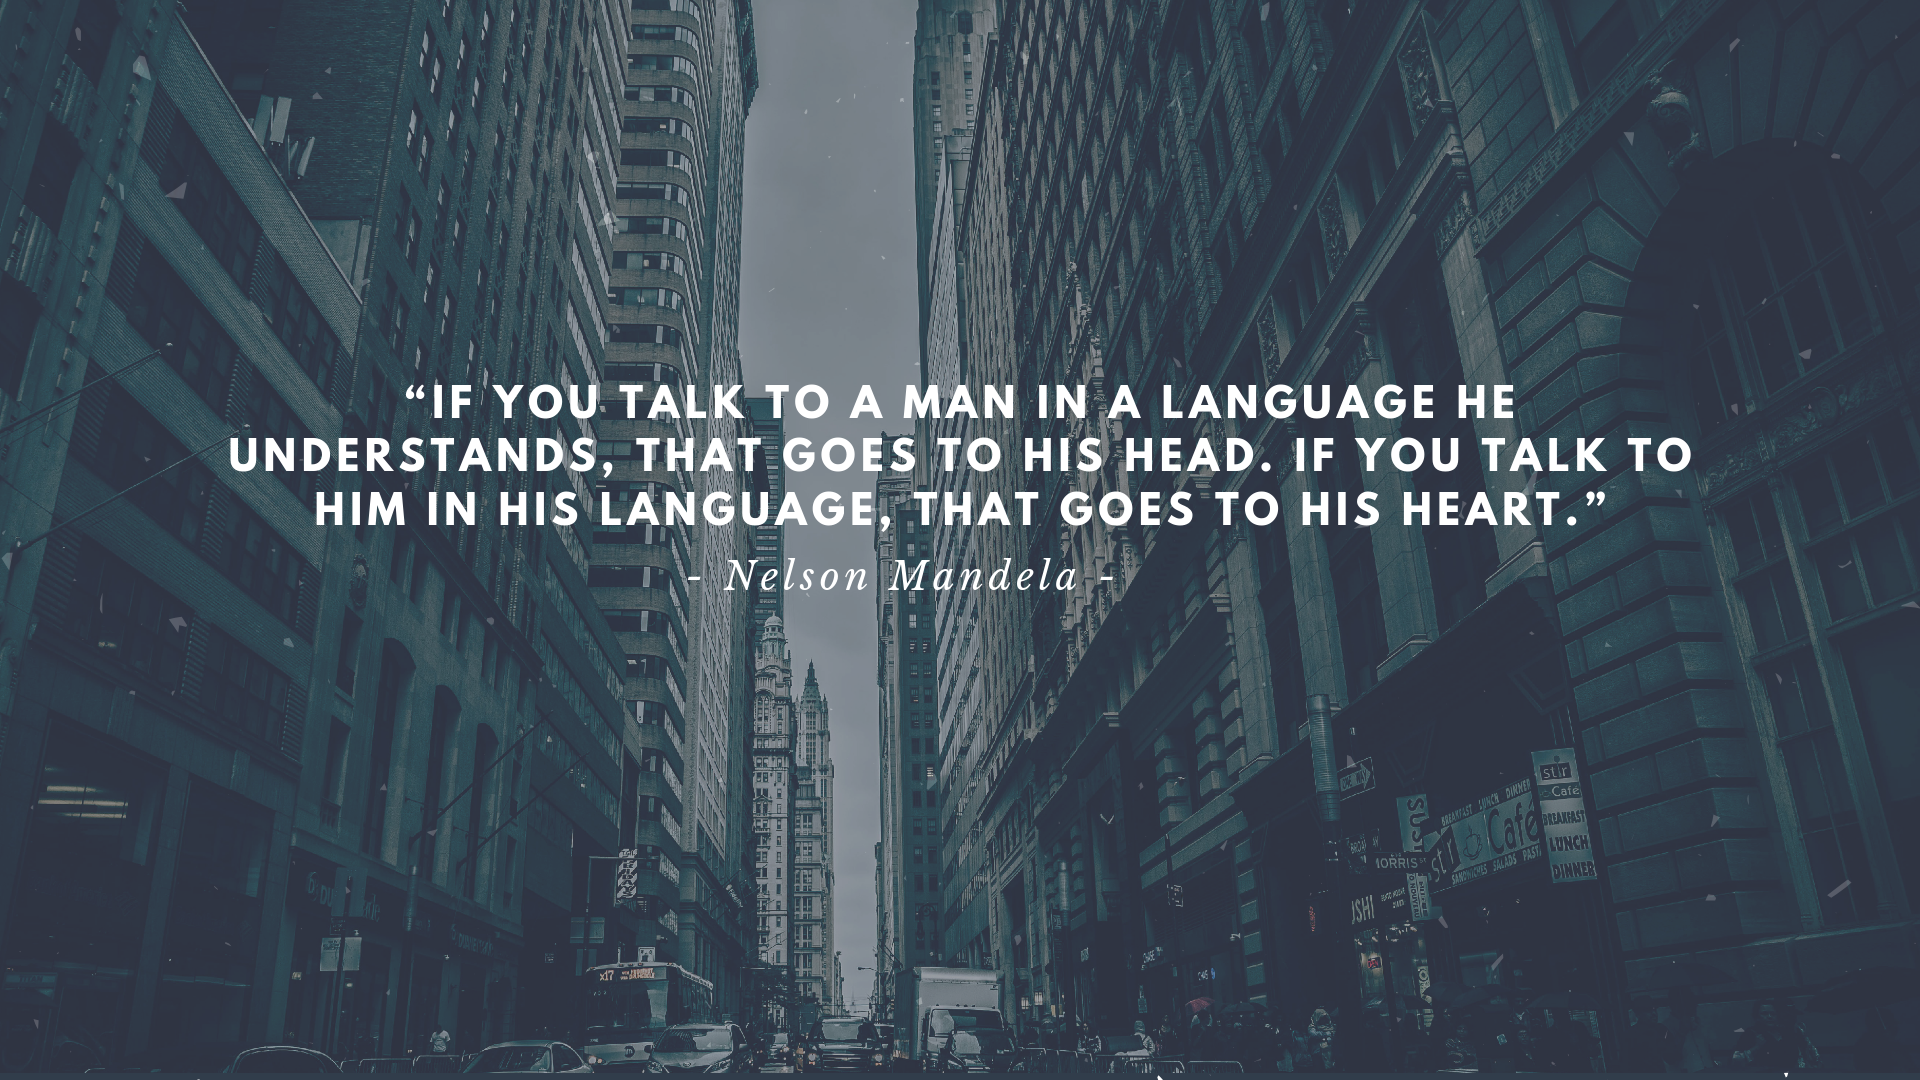 “IF YOU TALK TO A MAN IN A LANGUAGE HE
UNDERSTANDS, THAT GOES TO HIS HEAD. IF YOU TALK TO
HIM IN HIS LANGUAGE, THAT GOES TO HIS HEART.”
- Nelson Mandela -
stir
Café
BREAKFAST
LUNCH
DINNER
BREAKFAST LUNCH DINNER
stir Café
SANDWICHES SALADS PASTA
SUSHI
x17